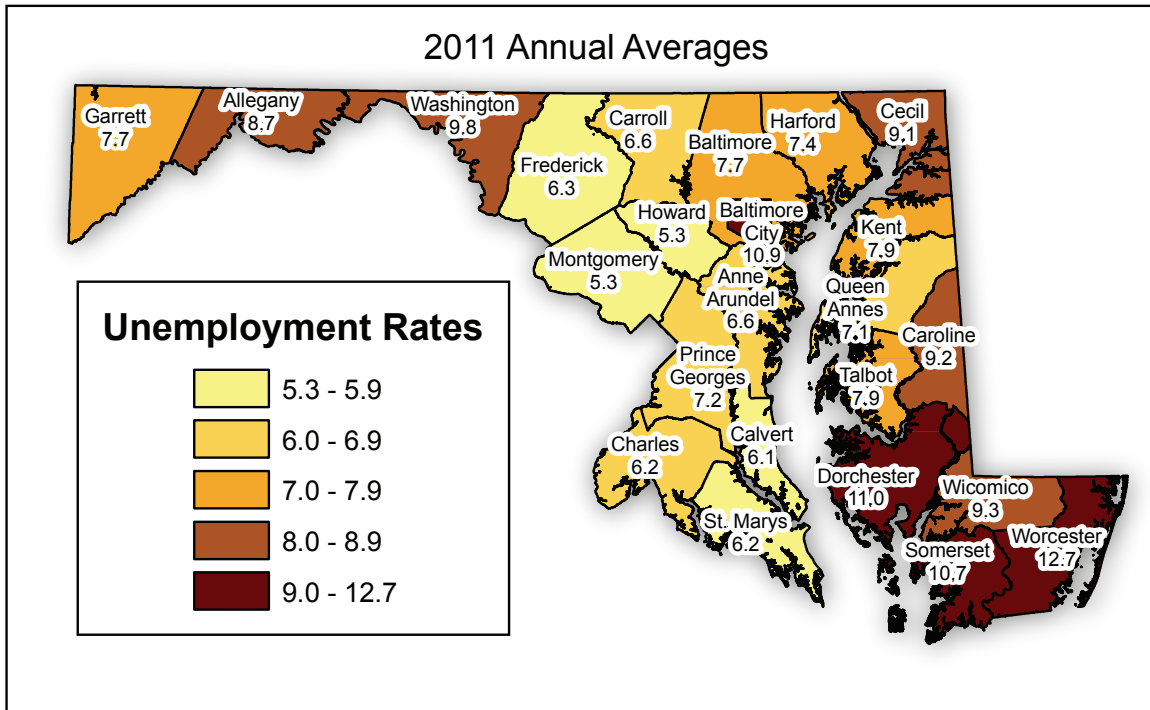 2011 Annual Averages
Garrett
7.7
Allegany
8.7
Washington
9.8
Frederick
6.3
Carroll
6.6
Baltimore
7.7
Harford
7.4
Cecil
9.1
Howard
5.3
Baltimore
City
10.9
Montgomery
5.3
Anne
Arundel
6.6
Kent
7.9
Queen
Annes
7.1
Caroline
9.2
Prince
Georges
7.2
Talbot
7.9
Charles
6.2
Calvert
6.1
St. Marys
6.2
Dorchester
11.0
Wicomico
9.3
Somerset
10.7
Worcester
12.7
Unemployment Rates
5.3 - 5.9
6.0 - 6.9
7.0 - 7.9
8.0 - 8.9
9.0 - 12.7